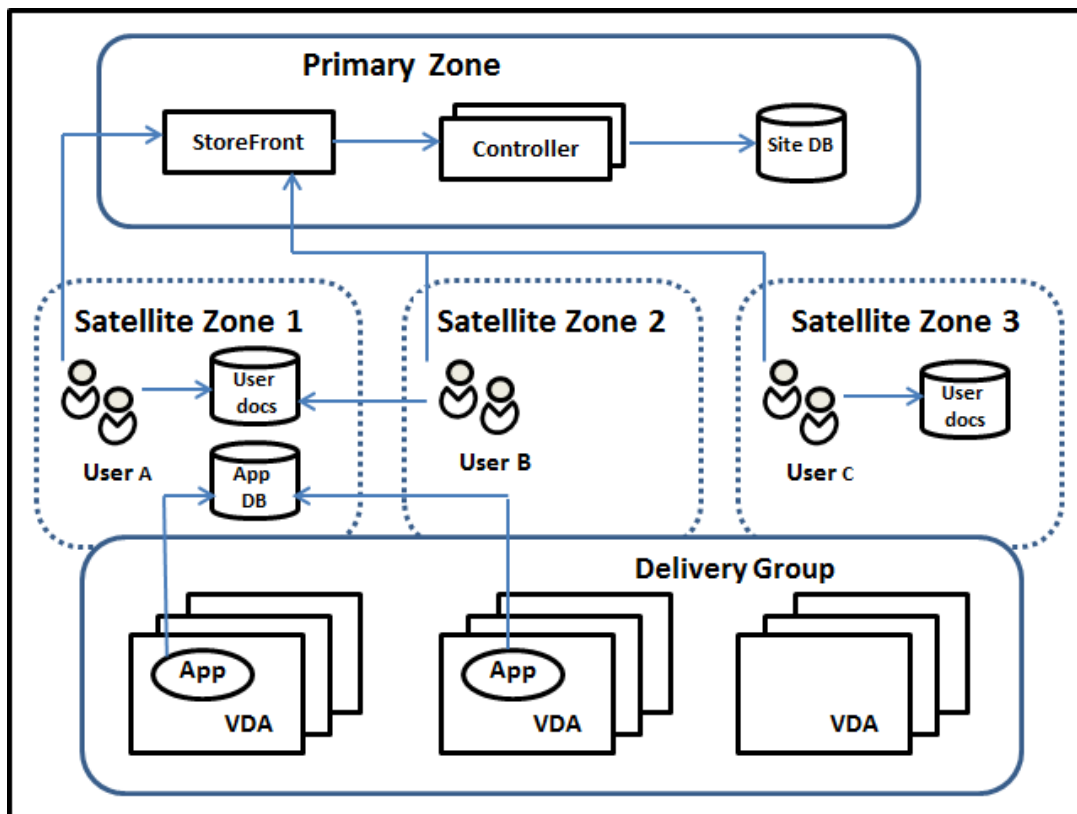 Primary Zone
StoreFront
Controller
Site DB
Satellite Zone 1
Satellite Zone 2
Satellite Zone 3
User
docs
User
docs
User A
User B
User C
App
DB
Delivery Group
App
VDA
App
VDA
VDA